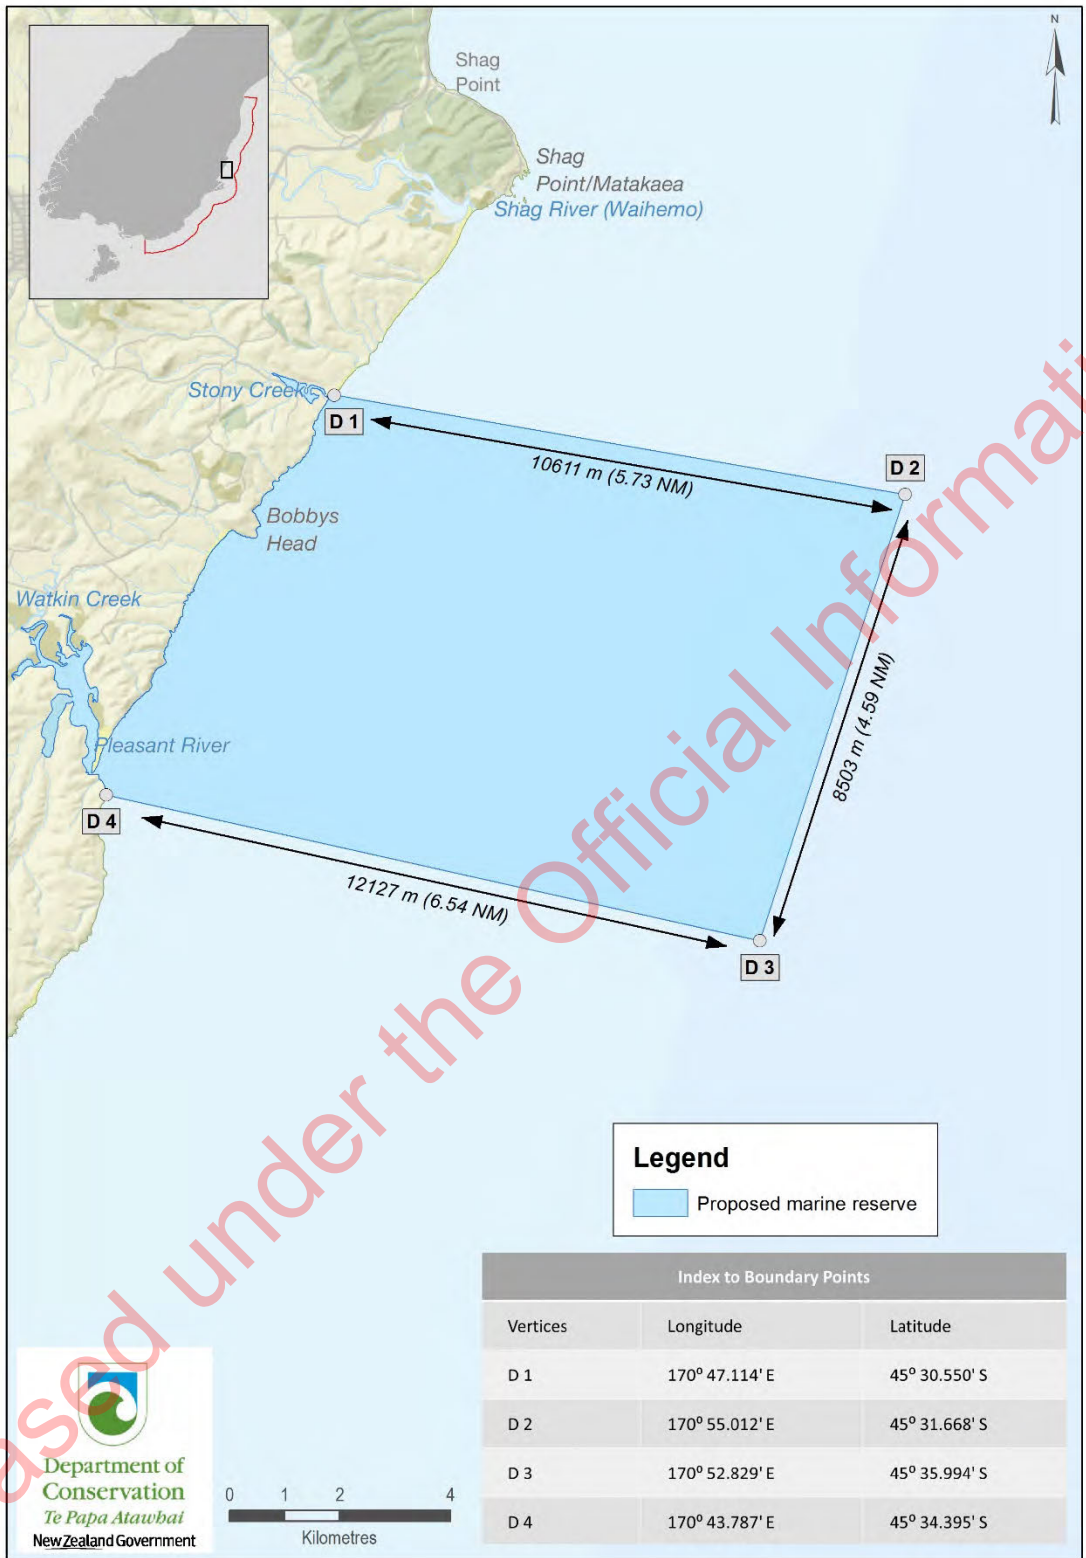 N
Shag
Point
Shag
Point/Matakaea
Shag River (Waihemo)
Stony Creek
D 1
10611 m (5.73 NM)
D 2
Bobbys
Head
Watkin Creek
8503 m (4.59 NM)
Pleasant River
D 4
12127 m (6.54 NM)
D 3
ased under the Official Informati
Legend
Proposed marine reserve
Index to Boundary Points
Vertices Longitude Latitude
D 1 170° 47.114' E 45° 30.550' S
D 2 170° 55.012' E 45° 31.668' S
D 3 170° 52.829' E 45° 35.994' S
D 4 170° 43.787' E 45° 34.395' S
Department of
Conservation
Te Papa Atawhai
New Zealand Government
0 1 2 4
Kilometres